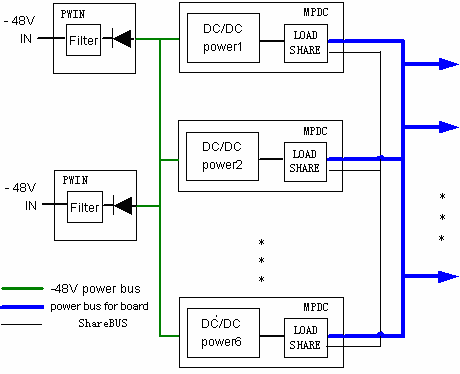 PWIN
- 48V
IN
Filter
MPDC
DC/DC
power1
LOAD
SHARE
MPDC
DC/DC
power2
LOAD
SHARE
PWIN
- 48V
IN
Filter
*
*
*
*
*
*
-48V power bus
power bus for board
ShareBUS
MPDC
DC/DC
power6
LOAD
SHARE